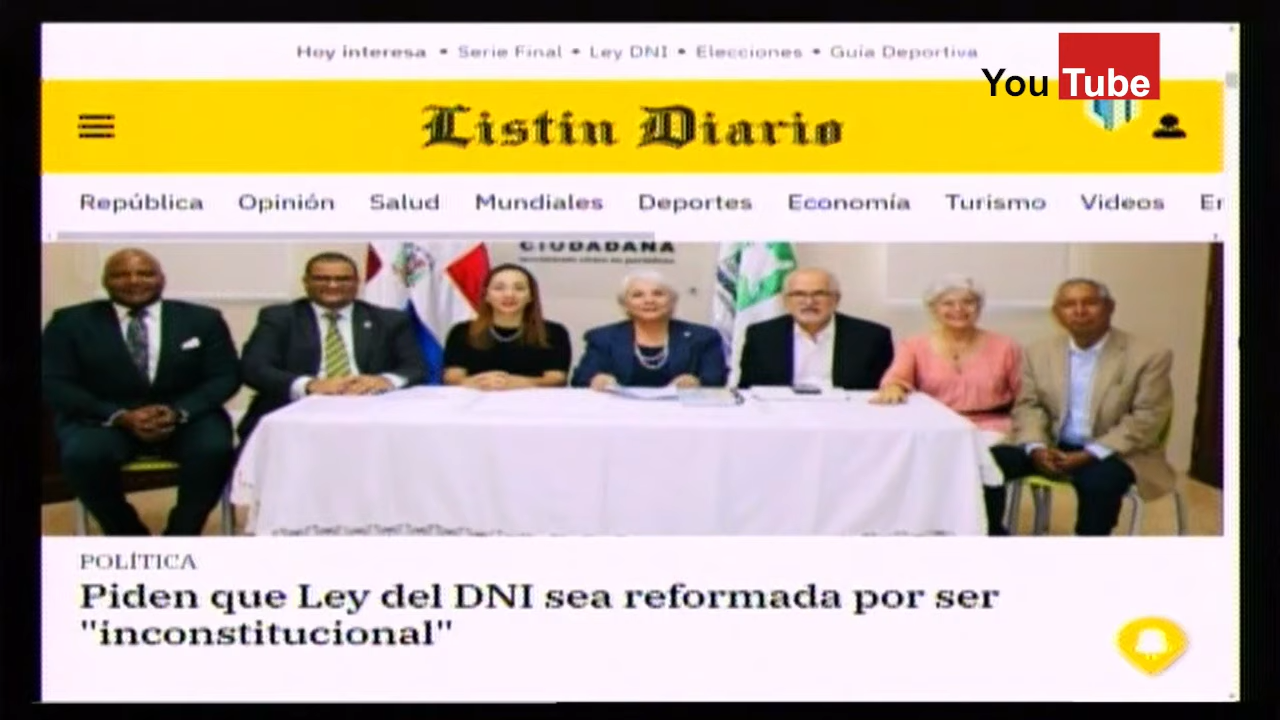 Hoy interesa • Serie Final • Ley DNI • Elecciones • Guía Deportiva
You Tube
Listín Diario
República Opinión Salud Mundiales Deportes Economía Turismo Videos En
CIUDADANA
POLÍTICA
Piden que Ley del DNI sea reformada por ser
"inconstitucional"